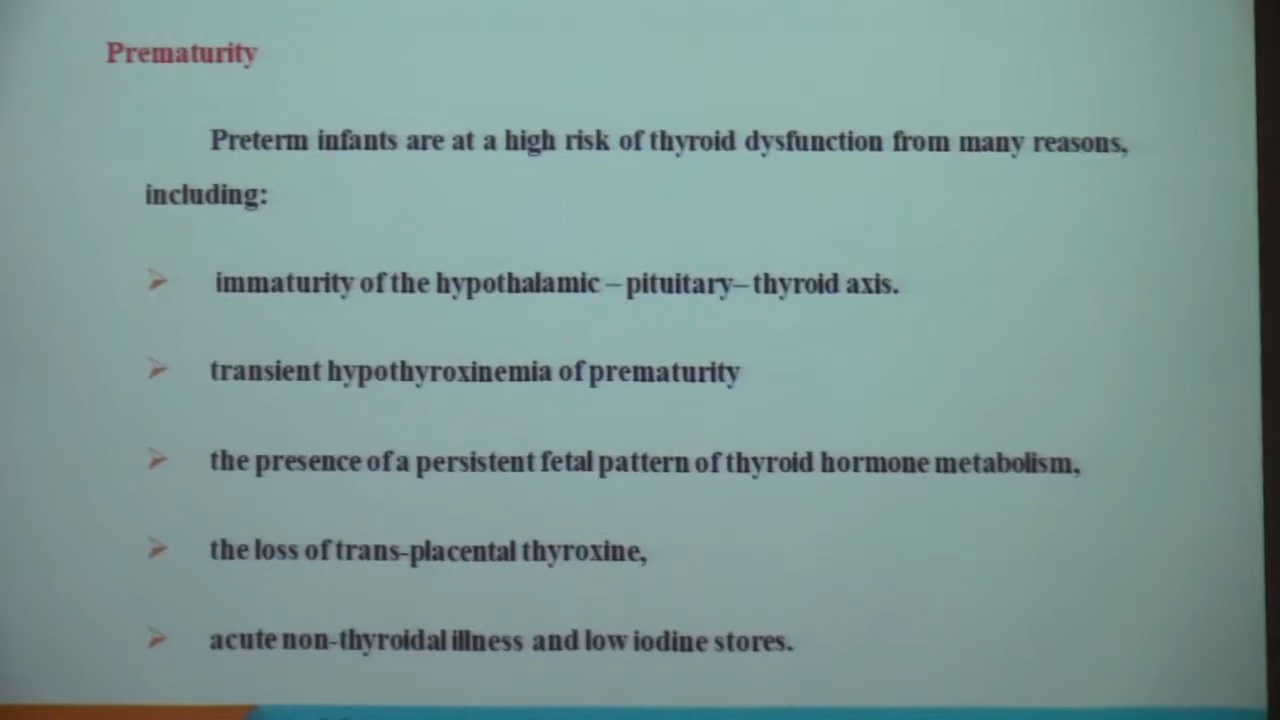 Prematurity
Preterm infants are at a high risk of thyroid dysfunction from many reasons,
including:
➢ immaturity of the hypothalamic – pituitary– thyroid axis.
➢ transient hypothyroxinemia of prematurity
➢ the presence of a persistent fetal pattern of thyroid hormone metabolism,
➢ the loss of trans-placental thyroxine,
➢ acute non-thyroidal illness and low iodine stores.